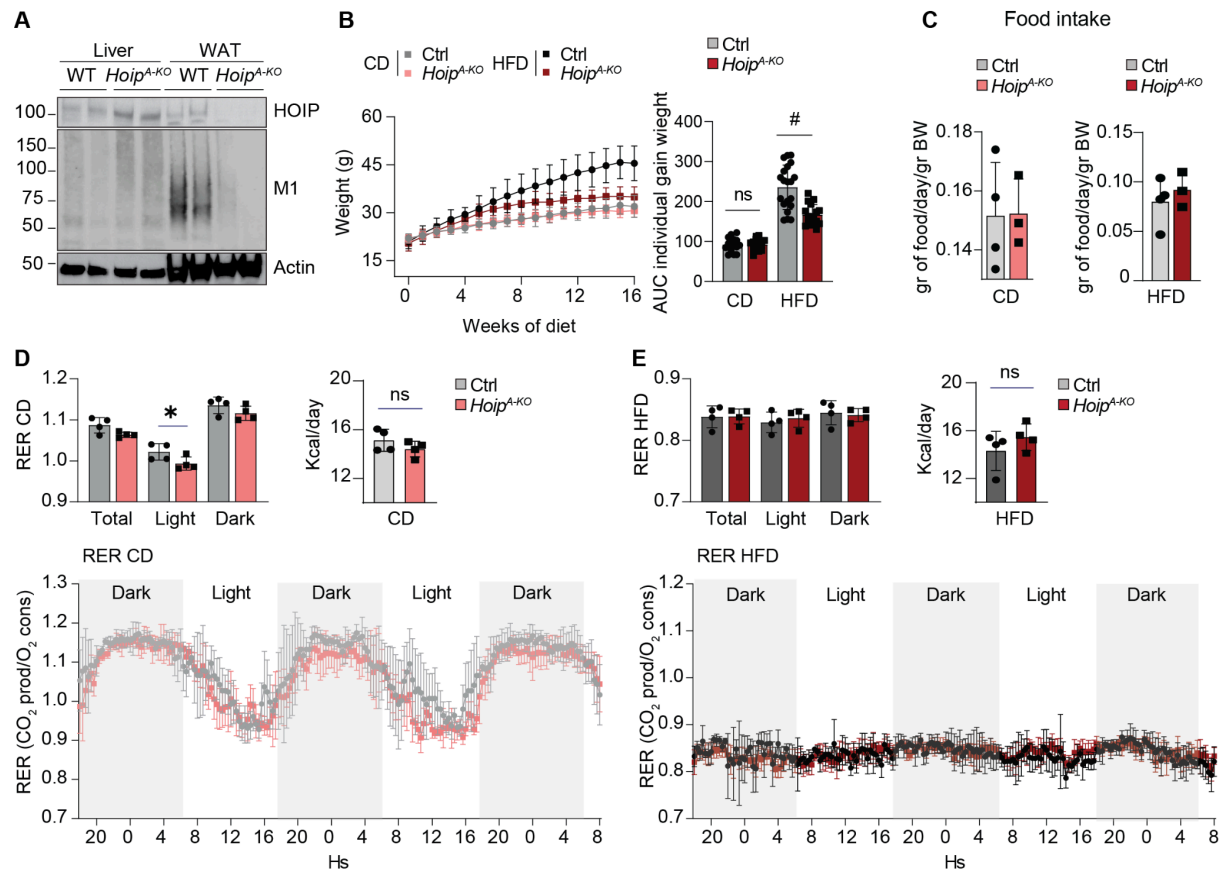 A
Liver WAT
WT Hoip^A-KO WT Hoip^A-KO
100
HOIP
150
100
75
50
M1
50
Actin
B
CD Ctrl HFD Ctrl
Hoip^A-KO Hoip^A-KO
Weight (g)
60
45
30
15
0 4 8 12 16
Weeks of diet
Ctrl
Hoip^A-KO
AUC individual gain wieght
400
300
200
100
0
ns
#
CD HFD
C
Food intake
Ctrl
Hoip^A-KO
gr of food/day/gr BW
0.18
0.16
0.14
CD
Ctrl
Hoip^A-KO
gr of food/day/gr BW
0.15
0.10
0.05
0
HFD
D
RER CD
1.2
1.1
1.0
0.9
*
Total Light Dark
Kcal/day
20
16
12
ns
CD
Ctrl
Hoip^A-KO
RER CD
RER (CO₂ prod/O₂ cons)
1.3
1.2
1.1
1.0
0.9
0.8
0.7
Dark Light Dark Light Dark
20 0 4 8 12 16 20 0 4 8 12 16 20 0 4 8
Hs
E
RER HFD
0.9
0.8
0.7
Total Light Dark
Kcal/day
20
16
12
ns
HFD
Ctrl
Hoip^A-KO
RER HFD
RER (CO₂ prod/O₂ cons)
1.2
1.1
1.0
0.9
0.8
0.7
Dark Light Dark Light Dark
20 0 4 8 12 16 20 0 4 8 12 16 20 0 4 8
Hs